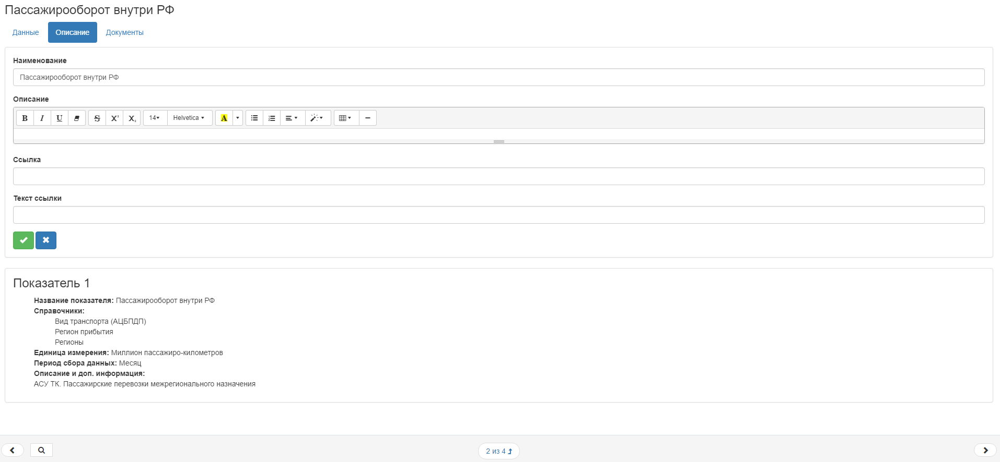 Пассажирооборот внутри РФ
Данные Описание Документы
Наименование
Пассажирооборот внутри РФ
Описание
B I U S X² X₂ 14 Helvetica A
Ссылка
Текст ссылки
Показатель 1
Название показателя: Пассажирооборот внутри РФ
Справочники:
Вид транспорта (АЦБПДП)
Регион прибытия
Регионы
Единица измерения: Миллион пассажиро-километров
Период сбора данных: Месяц
Описание и доп. информация:
АСУ ТК. Пассажирские перевозки межрегионального назначения
2 из 4